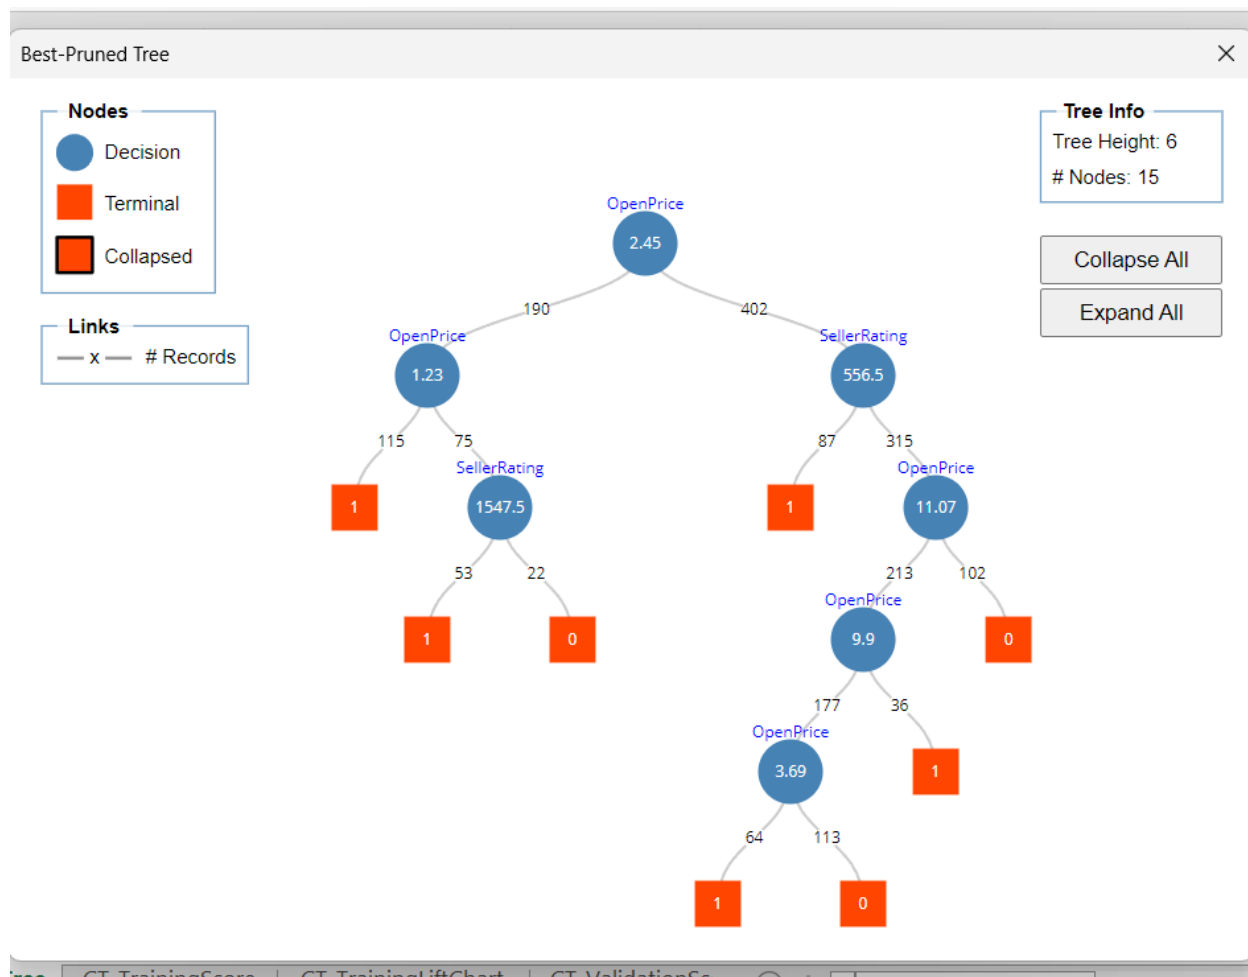 Best-Pruned Tree
Nodes
Decision
Terminal
Collapsed
Links
x # Records
Tree Info
Tree Height: 6
# Nodes: 15
Collapse All
Expand All
OpenPrice
2.45
190 402
OpenPrice SellerRating
1.23 556.5
115 75 87 315
SellerRating OpenPrice
1 1547.5 1 11.07
53 22 213 102
OpenPrice
1 0 9.9 0
177 36
OpenPrice
3.69 1
64 113
1 0
CT_TrainingScore | CT_TrainingLiftChart | CT_ValidationSc